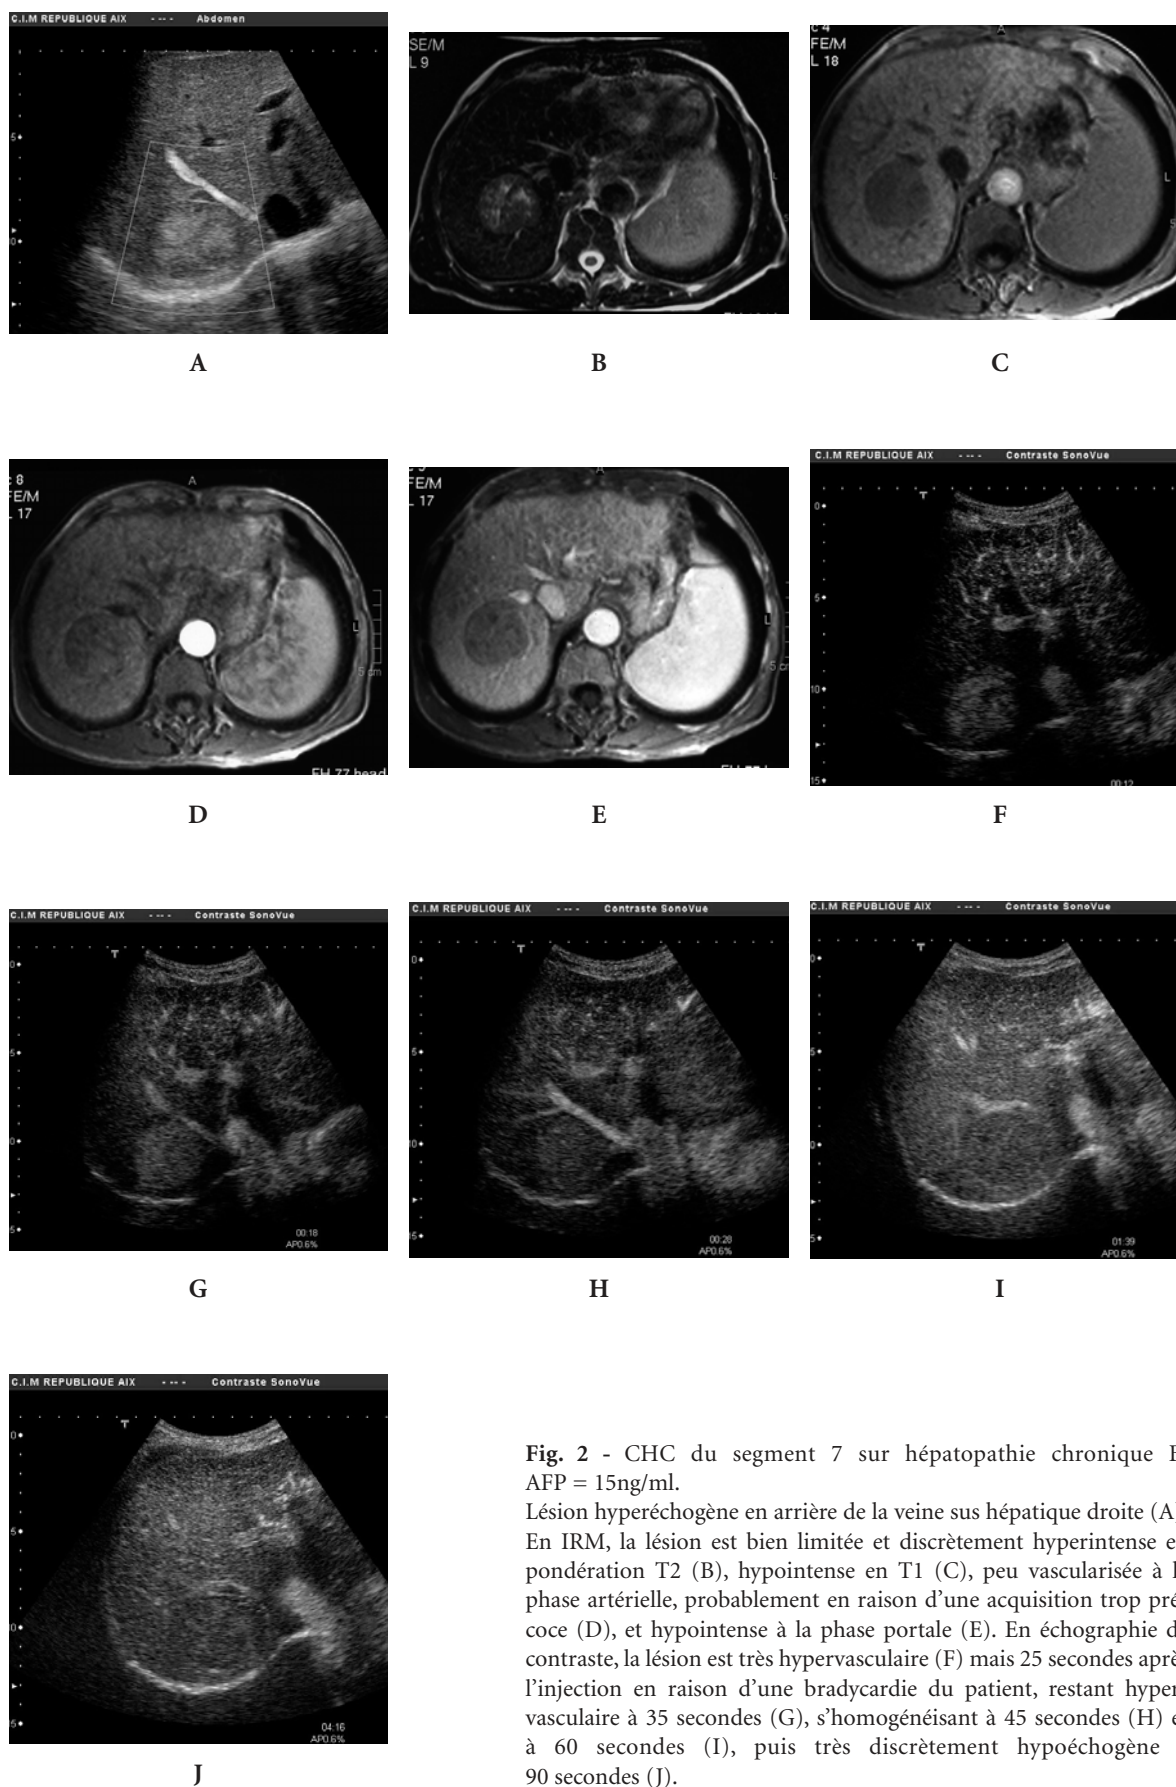 C.I.M REPUBLIQUE AIX - -- - Abdomen
SE/M
L 9
FE/M
L 18
A
L
A
B
C
8
FE/M
L 17
A
L
5 cm
FH 77 head
FE/M
L 17
L
5 cm
C.I.M REPUBLIQUE AIX - -- - Contraste SonoVue
0
5
10
15
00:12
D
E
F
C.I.M REPUBLIQUE AIX - -- - Contraste SonoVue
00:18
AP0.6%
C.I.M REPUBLIQUE AIX - -- - Contraste SonoVue
00:28
AP0.6%
C.I.M REPUBLIQUE AIX - -- - Contraste SonoVue
01:39
AP0.6%
G
H
I
C.I.M REPUBLIQUE AIX - -- - Contraste SonoVue
04:16
AP0.6%
J
Fig. 2 - CHC du segment 7 sur hépatopathie chronique
AFP = 15ng/ml.
Lésion hyperéchogène en arrière de la veine sus hépatique droite (A)
En IRM, la lésion est bien limitée et discrètement hyperintense
pondération T2 (B), hypointense en T1 (C), peu vascularisée à
phase artérielle, probablement en raison d'une acquisition trop pré
coce (D), et hypointense à la phase portale (E). En échographie
contraste, la lésion est très hypervasculaire (F) mais 25 secondes après
l'injection en raison d'une bradycardie du patient, restant hyper
vasculaire à 35 secondes (G), s'homogénéisant à 45 secondes (H)
à 60 secondes (I), puis très discrètement hypoéchogène
90 secondes (J).